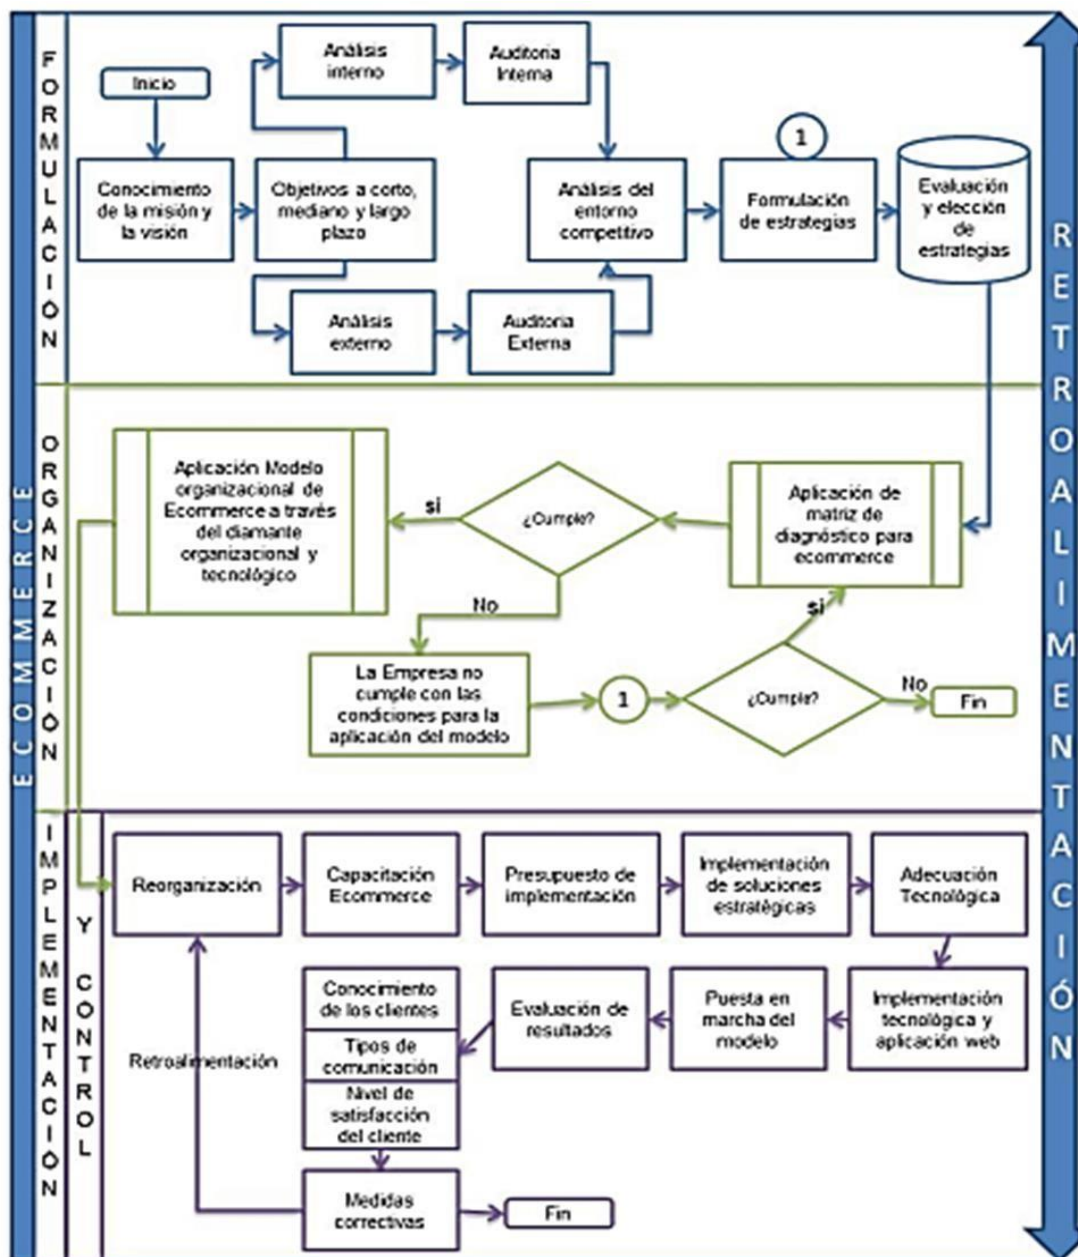 ECOMMERCE
FORMULACIÓN
Inicio
Conocimiento
de la misión y
la visión
Objetivos a corto,
mediano y largo
plazo
Análisis
interno
Auditoria
Interna
Análisis
externo
Auditoria
Externa
Análisis del
entorno
competitivo
1
Formulación
de estrategias
Evaluación
y elección
de
estrategias
ORGANIZACIÓN
Aplicación de
matriz de
diagnóstico para
ecommerce
¿Cumple?
si
Aplicación Modelo
organizacional de
Ecommerce a través
del diamante
organizacional y
tecnológico
No
La Empresa no
cumple con las
condiciones para la
aplicación del modelo
1
¿Cumple?
si
No
Fin
IMPLEMENTACIÓN
Y CONTROL
Reorganización
Capacitación
Ecommerce
Presupuesto de
implementación
Implementación
de soluciones
estratégicas
Adecuación
Tecnológica
Implementación
tecnológica y
aplicación web
Puesta en
marcha del
modelo
Evaluación de
resultados
Conocimiento
de los clientes
Tipos de
comunicación
Nivel de
satisfacción
del cliente
Retroalimentación
Medidas
correctivas
Fin
RETROALIMENTACIÓN